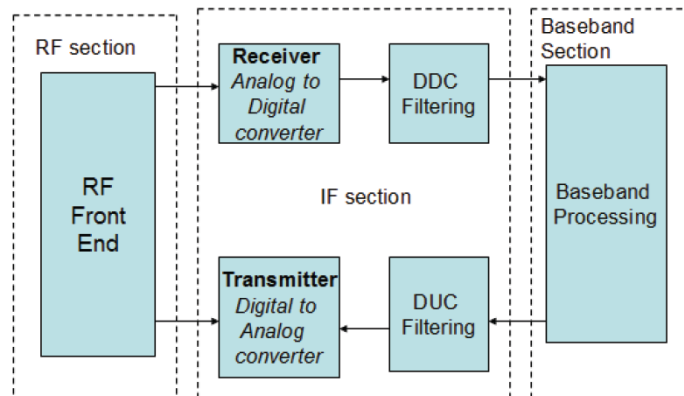 RF section
RF
Front
End
Receiver
Analog to
Digital
converter
DDC
Filtering
IF section
Transmitter
Digital to
Analog
converter
DUC
Filtering
Baseband
Section
Baseband
Processing